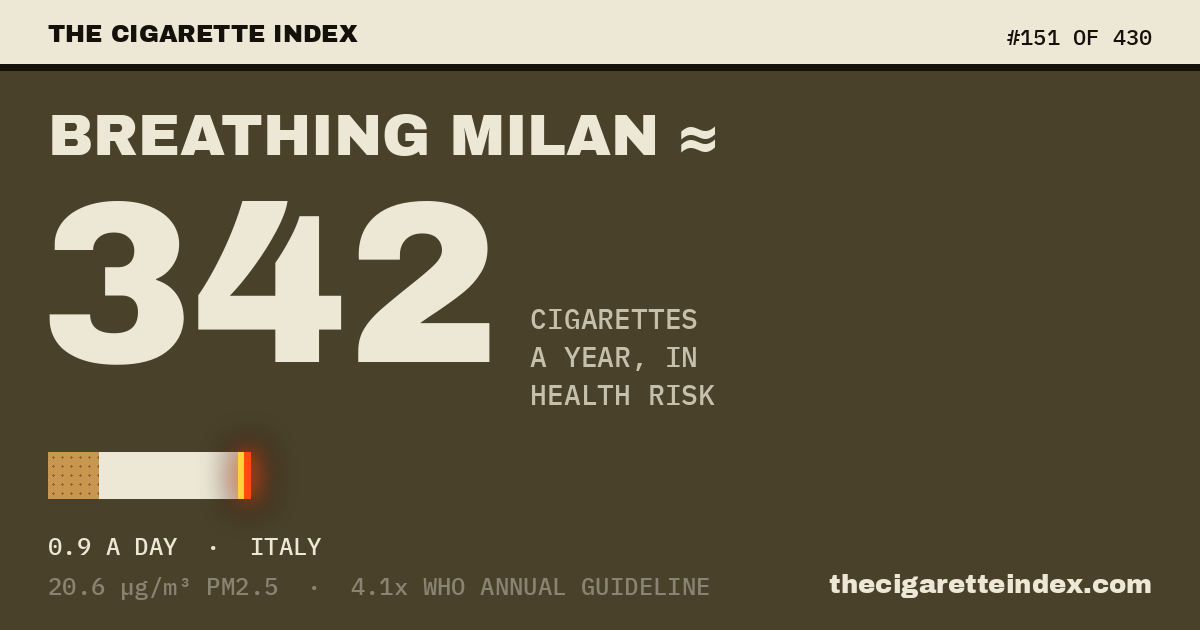 THE CIGARETTE INDEX
#151 OF 430
BREATHING MILAN ≈
342
CIGARETTES
A YEAR, IN
HEALTH RISK
0.9 A DAY · ITALY
20.6 µg/m³ PM2.5 · 4.1x WHO ANNUAL GUIDELINE
thecigaretteindex.com